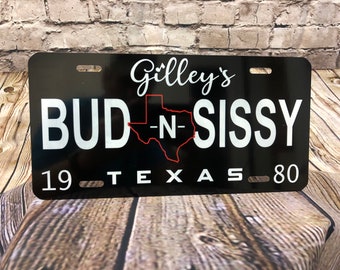 Gilley's
BUD -N- SISSY
19 TEXAS 80